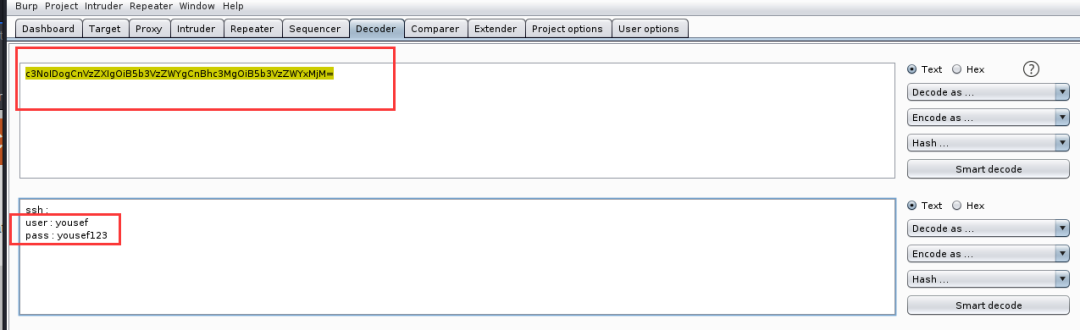 Burp Project Intruder Repeater Window Help
Dashboard Target Proxy Intruder Repeater Sequencer Decoder Comparer Extender Project options User options
c3NoIDogCnVzZXIgOiB5b3VzZWYgCnBhc3MgOiB5b3VzZWYxMjM=
Text Hex ?
Decode as ...
Encode as ...
Hash ...
Smart decode
ssh :
user : yousef
pass : yousef123
Text Hex
Decode as ...
Encode as ...
Hash ...
Smart decode